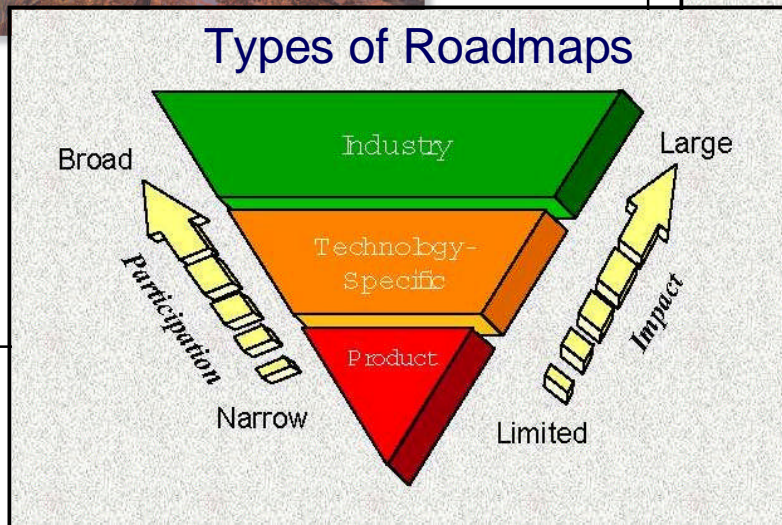 Types of Roadmaps
Industry
Broad
Large
Technology-
Specific
Participation
Impact
Product
Narrow
Limited